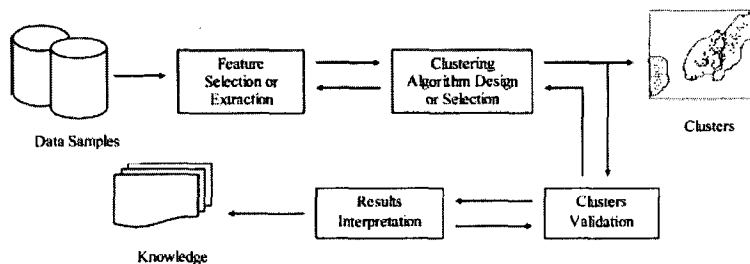 Feature
Selection or
Extraction
Clustering
Algorithm Design
or Selection
Clusters
Data Samples
Clusters
Validation
Results
Interpretation
Knowledge